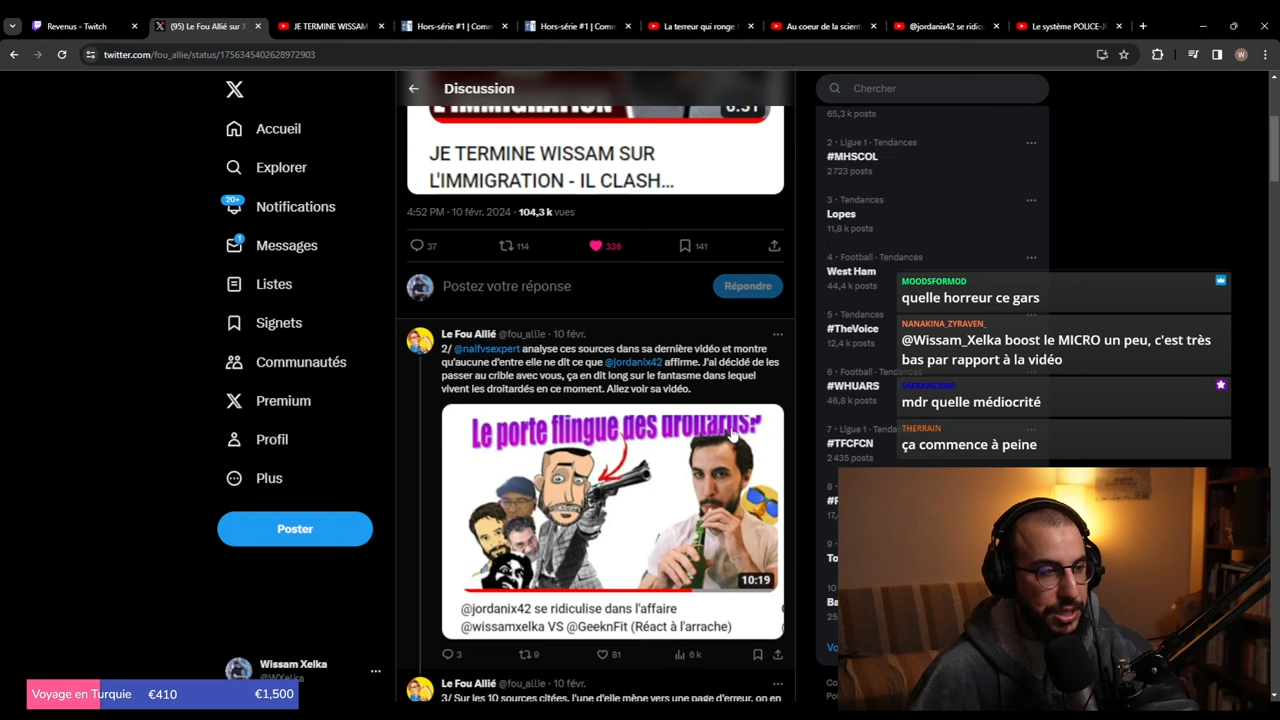 Revenus - Twitch
(95) Le Fou Allié sur X
JE TERMINE WISSAM
Hors-série #1 | Comm
Hors-série #1 | Comm
La terreur qui ronge
Au coeur de la scient
@jordanix42 se ridic
Le système POLICE-J
twitter.com/fou_allie/status/1756345402628972903
W
Accueil
Explorer
20+
Notifications
1
Messages
Listes
Signets
Communautés
Premium
Profil
Plus
Poster
Wissam Xelka
@WXelka
Voyage en Turquie €410 €1,500
Discussion
L'IMMIGRATION
6:51
JE TERMINE WISSAM SUR
L'IMMIGRATION - IL CLASH...
4:52 PM · 10 févr. 2024 · 104,3 k vues
37 114 336 141
Postez votre réponse
Répondre
Le Fou Allié @fou_allie · 10 févr.
2/ @naifvsexpert analyse ces sources dans sa dernière vidéo et montre
qu'aucune d'entre elle ne dit ce que @jordanix42 affirme. J'ai décidé de les
passer au crible avec vous, ça en dit long sur le fantasme dans lequel
vivent les droitardés en ce moment. Allez voir sa vidéo.
Le porte flingue des droitards?
10:19
@jordanix42 se ridiculise dans l'affaire
@wissamxelka VS @GeeknFit (Réact à l'arrache)
3 9 81 6 k
Le Fou Allié @fou_allie · 10 févr.
3/ Sur les 10 sources citées, l'une d'elle mène vers une page d'erreur, on en
Chercher
65,3 k posts
2 · Ligue 1 · Tendances
#MHSCOL
2 723 posts
3 · Tendances
Lopes
11,8 k posts
4 · Football · Tendances
West Ham
44,4 k posts
5 · Tendances
#TheVoice
12,4 k posts
6 · Football · Tendances
#WHUARS
46,8 k posts
7 · Ligue 1 · Tenda
#TFCFCN
2 435 posts
8 ·
9 ·
10
MOODSFORMOD
quelle horreur ce gars
NANAKINA_ZYRAVEN_
@Wissam_Xelka boost le MICRO un peu, c'est très
bas par rapport à la vidéo
mdr quelle médiocrité
THERRAIN
ça commence à peine